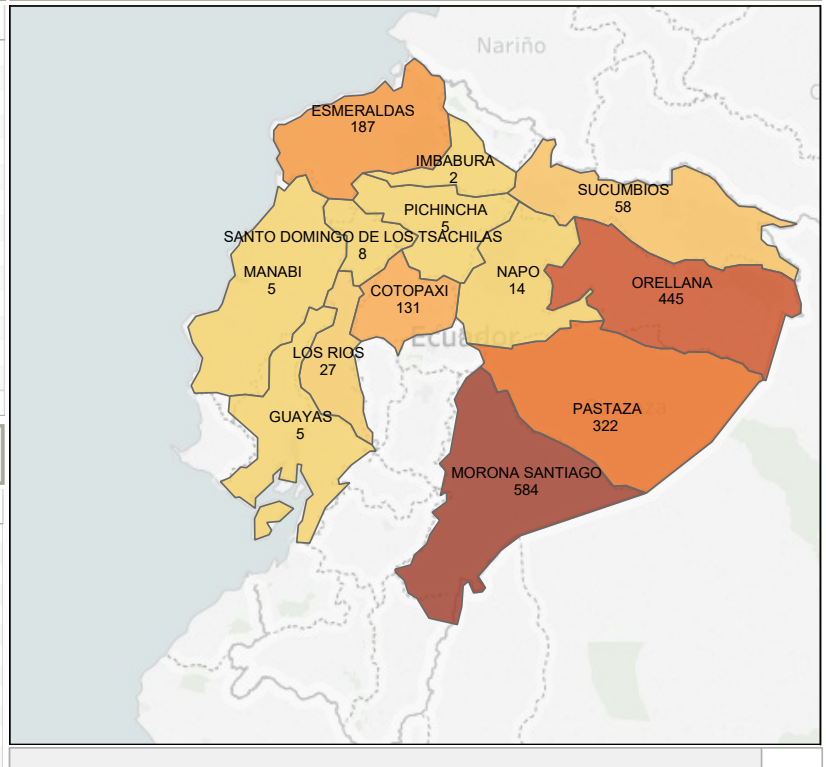 Nariño
ESMERALDAS
187
IMBABURA
2
SUCUMBIOS
58
PICHINCHA
5
SANTO DOMINGO DE LOS TSACHILAS
8
MANABI
5
NAPO
14
COTOPAXI
131
ORELLANA
445
Ecuador
LOS RIOS
27
PASTAZA
322
GUAYAS
5
MORONA SANTIAGO
584